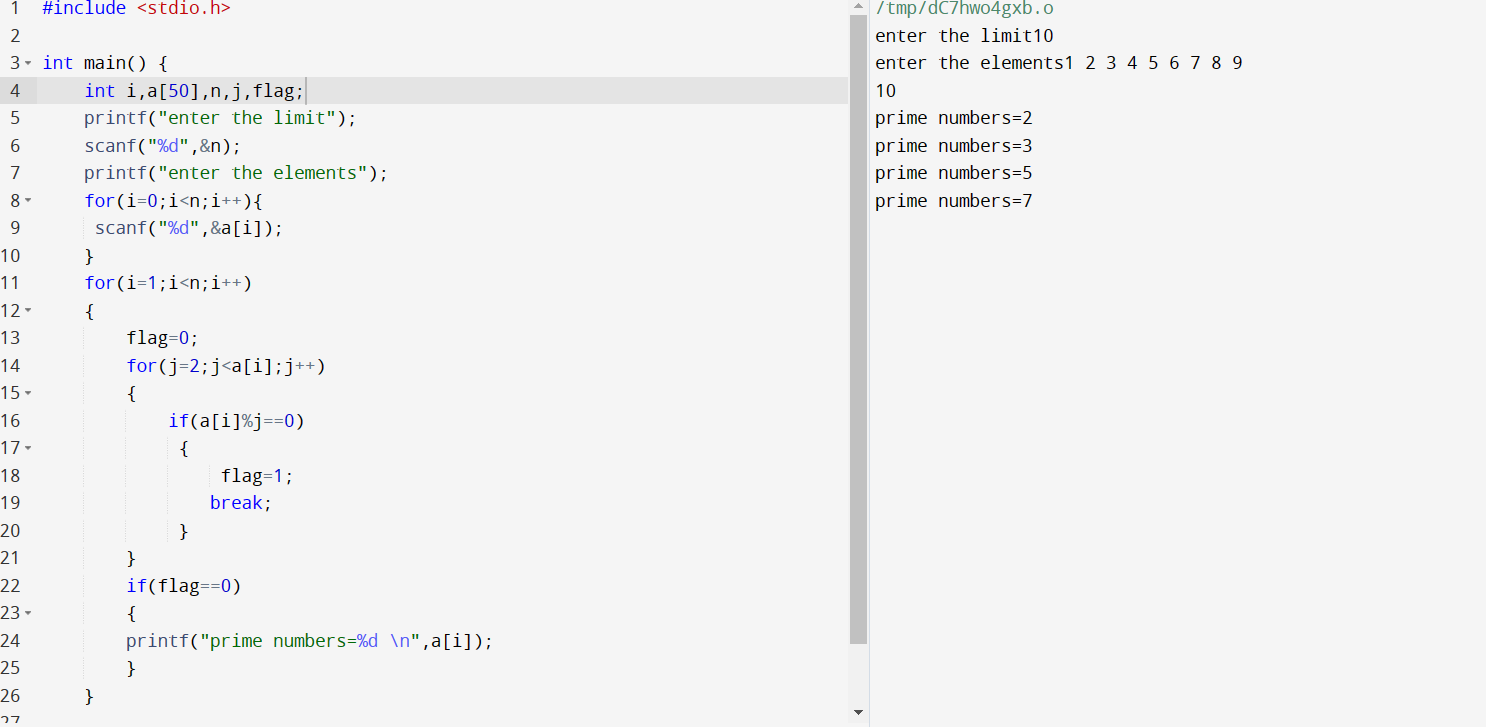 1 #include <stdio.h>
2
3 int main() {
4 int i,a[50],n,j,flag;
5 printf("enter the limit");
6 scanf("%d",&n);
7 printf("enter the elements");
8 for(i=0;i<n;i++){
9 scanf("%d",&a[i]);
10 }
11 for(i=1;i<n;i++)
12 {
13 flag=0;
14 for(j=2;j<a[i];j++)
15 {
16 if(a[i]%j==0)
17 {
18 flag=1;
19 break;
20 }
21 }
22 if(flag==0)
23 {
24 printf("prime numbers=%d \n",a[i]);
25 }
26 }
27
/tmp/dC7hwo4gxb.o
enter the limit10
enter the elements1 2 3 4 5 6 7 8 9
10
prime numbers=2
prime numbers=3
prime numbers=5
prime numbers=7